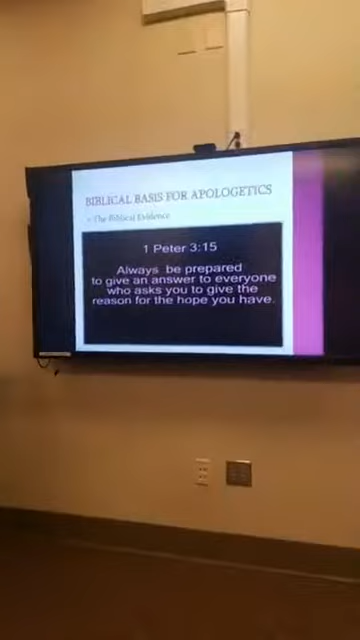 BIBLICAL BASIS FOR APOLOGETICS
The Biblical Evidence
1 Peter 3:15
Always be prepared
to give an answer to everyone
who asks you to give the
reason for the hope you have.